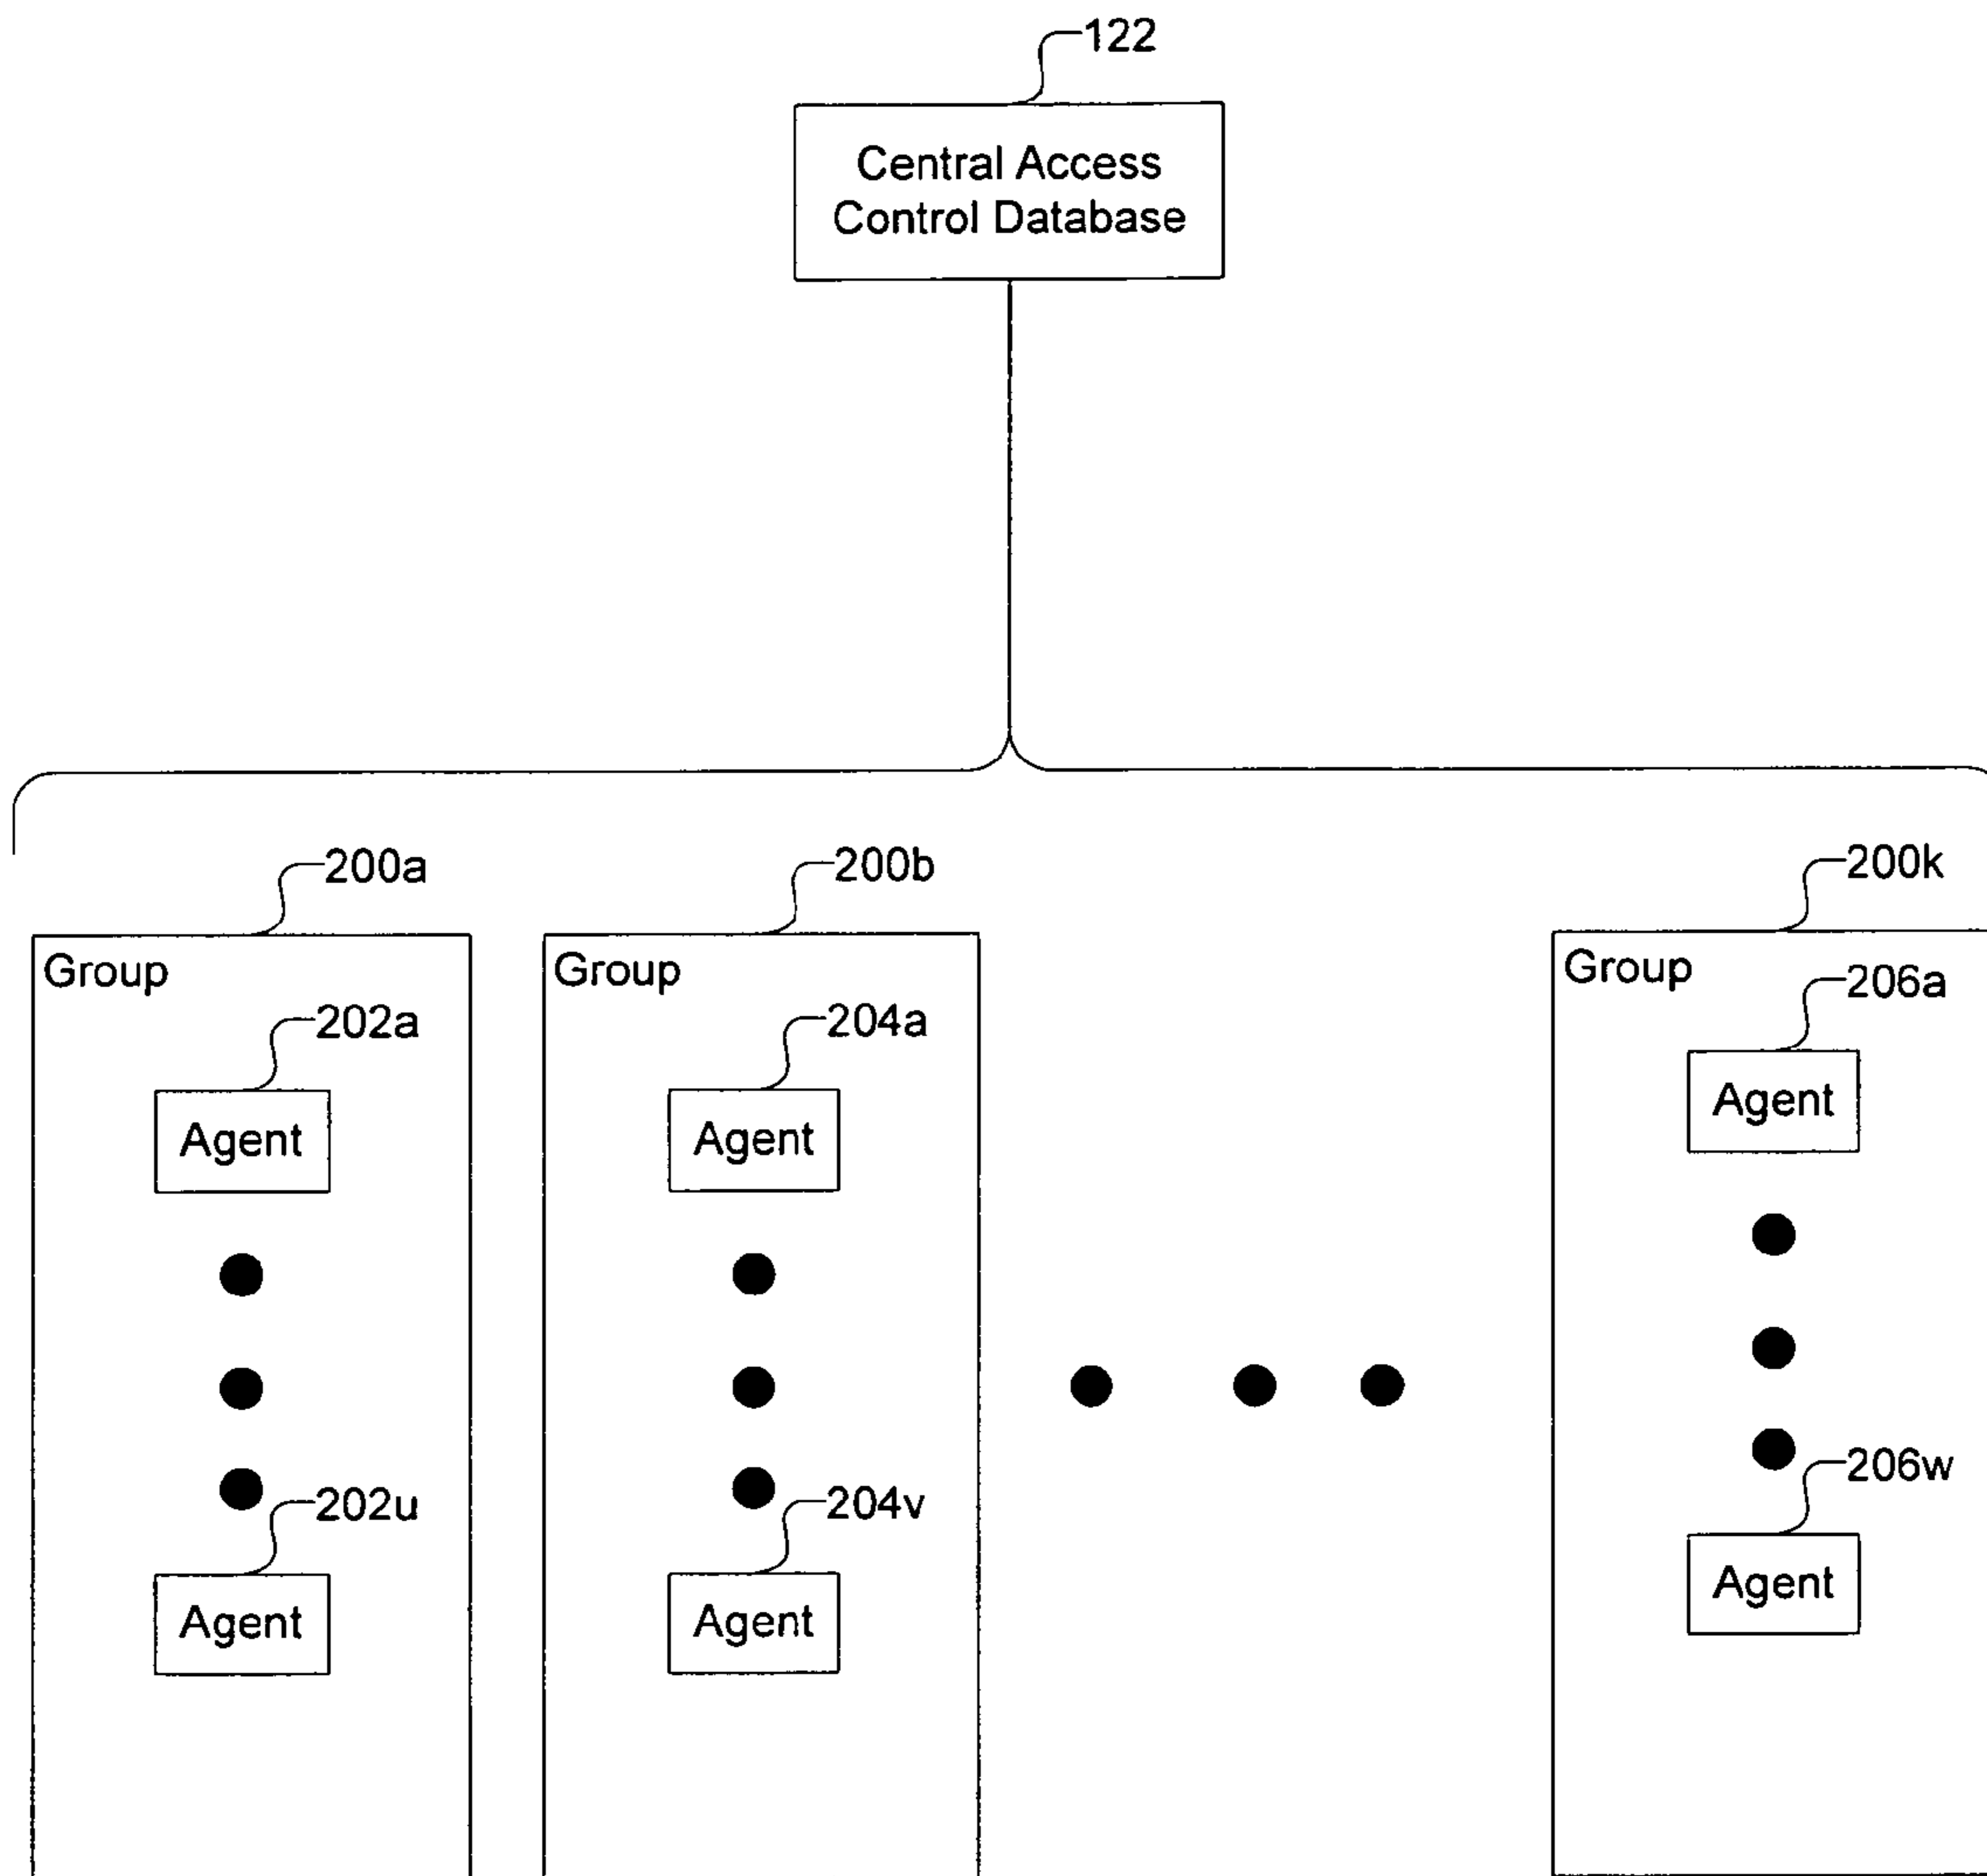 122
Central Access
Control Database
200a
200b
200k
Group
Group
Group
202a
204a
206a
Agent
Agent
Agent
202u
204v
206w
Agent
Agent
Agent